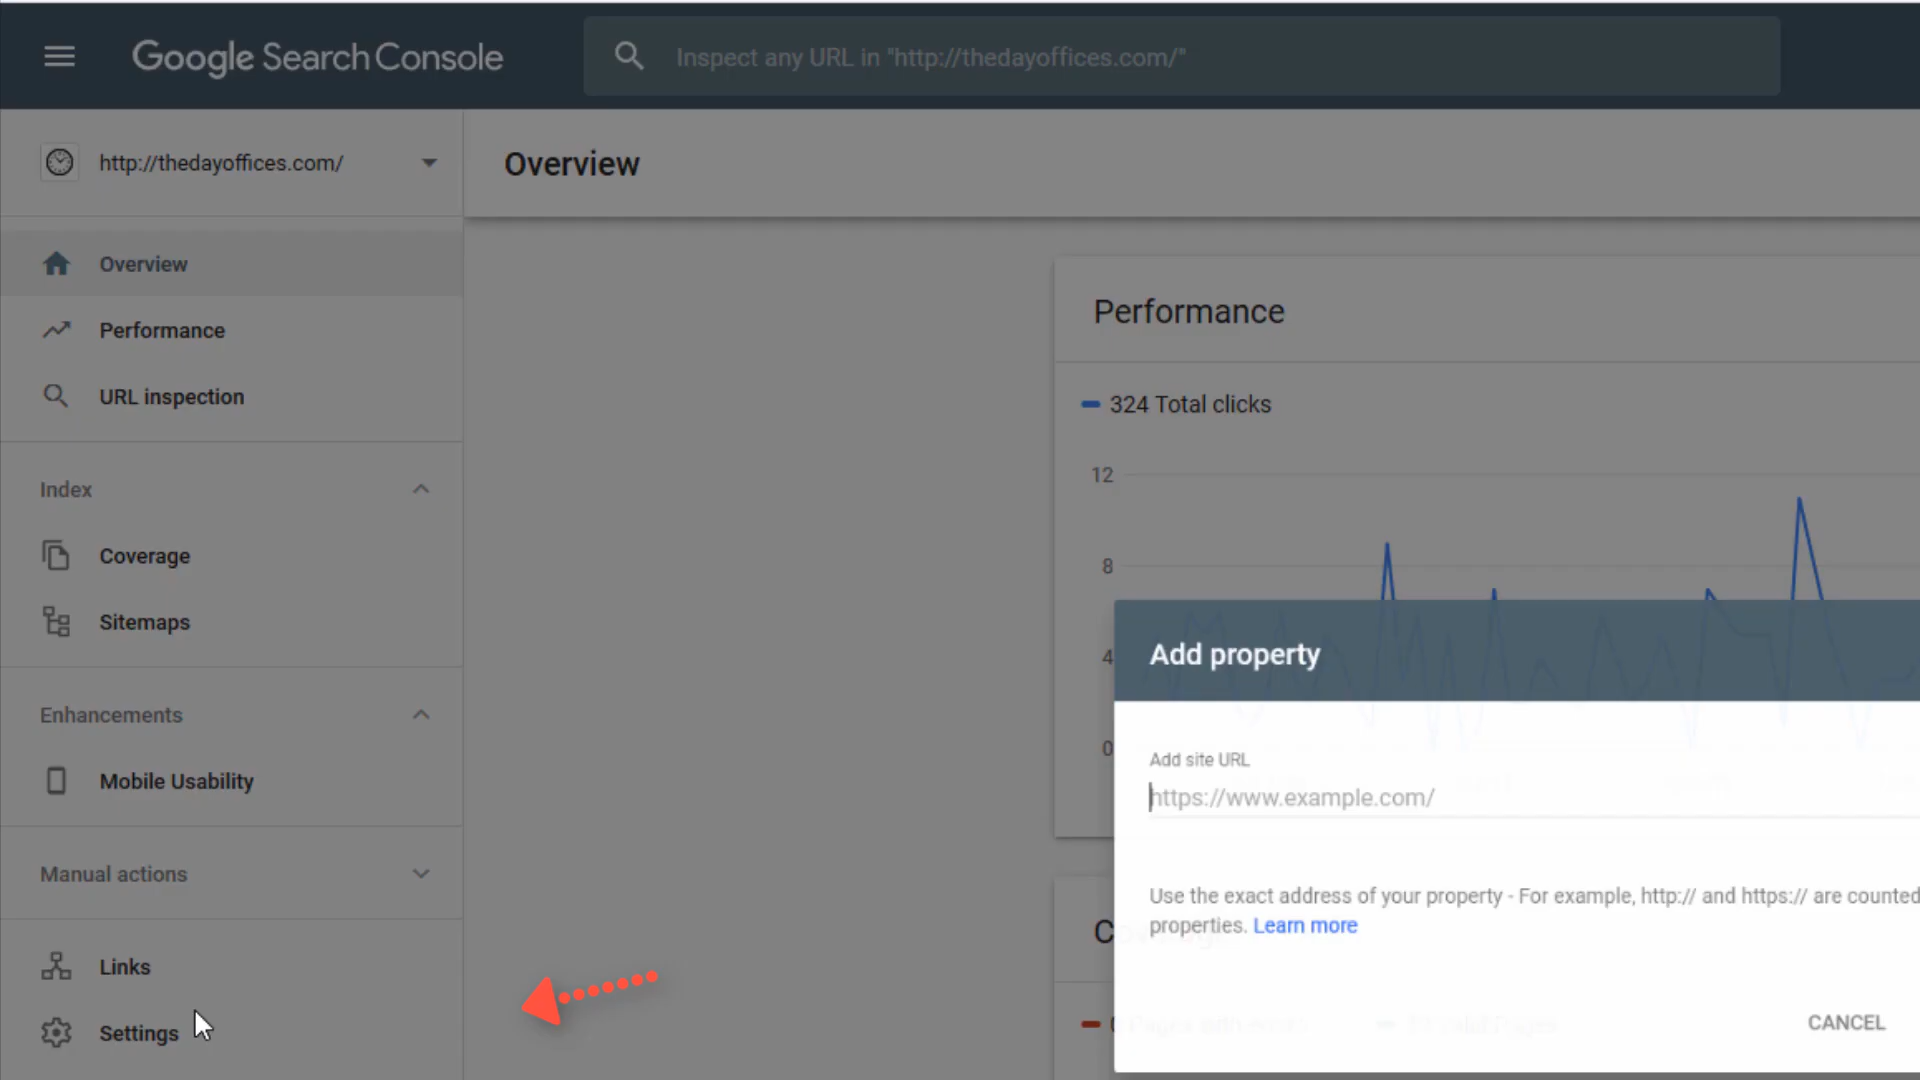 Google Search Console
Inspect any URL in "http://thedayoffices.com/"
http://thedayoffices.com/
Overview
Overview
Performance
URL inspection
Index
Coverage
Sitemaps
Enhancements
Mobile Usability
Manual actions
Links
Settings
Performance
324 Total clicks
12
8
4
0
Add property
Add site URL
https://www.example.com/
Use the exact address of your property - For example, http:// and https:// are counted
properties. Learn more
CANCEL